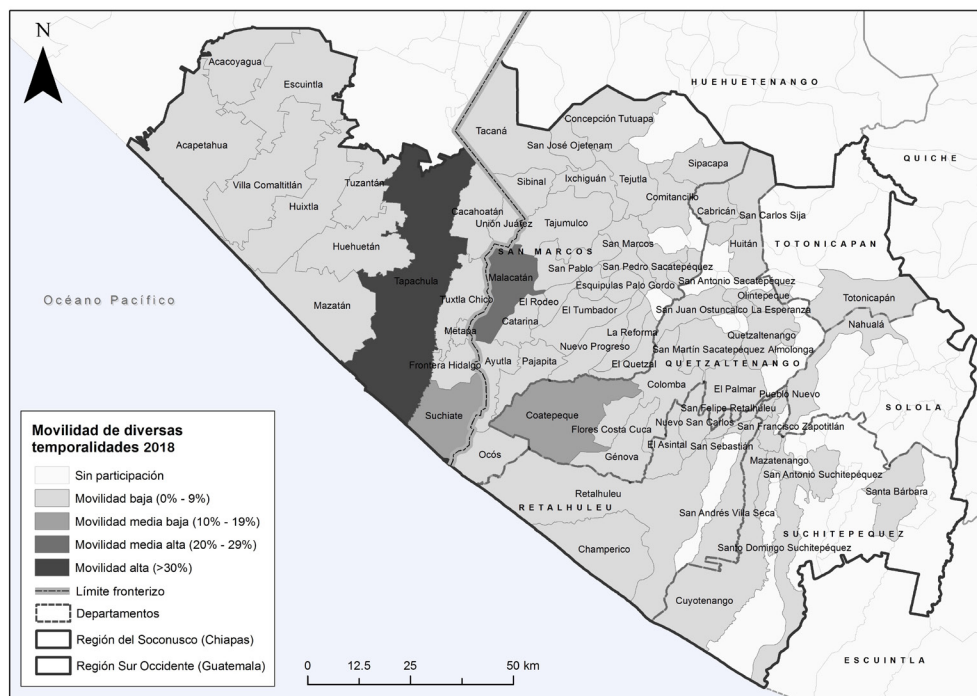 N
HUEHUETENANGO
QUICHE
TOTONICAPAN
SAN MARCOS
QUETZALTENANGO
SOLOLA
RETALHULEU
SUCHITEPEQUEZ
ESCUINTLA
Océano Pacífico
Acacoyagua
Escuintla
Acapetahua
Villa Comaltitlán
Tuzantán
Huixtla
Huehuetán
Mazatán
Tapachula
Cacahoatán
Unión Juárez
Tuxtla Chico
Metapa
Frontera Hidalgo
Suchiate
Tacaná
Concepción Tutuapa
San José Ojetenam
Sipacapa
Sibinal
Ixchiguán
Tejutla
Comitancillo
Cabricán
San Carlos Sija
Tajumulco
Huitán
San Marcos
Malacatán
San Pablo
San Pedro Sacatepéquez
San Antonio Sacatepéquez
Esquipulas Palo Gordo
Olintepeque
Totonicapán
El Rodeo
Catarina
El Tumbador
San Juan Ostuncalco
La Esperanza
Nahualá
La Reforma
Quetzaltenango
Nuevo Progreso
San Martín Sacatepéquez
Almolonga
Ayutla
Pajapita
El Quetzal
Colomba
El Palmar
Pueblo Nuevo
Coatepeque
San Felipe Retalhuleu
Flores Costa Cuca
Nuevo San Carlos
San Francisco Zapotitlán
El Asintal
San Sebastián
Ocós
Génova
Mazatenango
San Antonio Suchitepéquez
Santa Bárbara
Retalhuleu
San Andrés Villa Seca
Champerico
Santo Domingo Suchitepéquez
Cuyotenango
Movilidad de diversas
temporalidades 2018
Sin participación
Movilidad baja (0% - 9%)
Movilidad media baja (10% - 19%)
Movilidad media alta (20% - 29%)
Movilidad alta (>30%)
Límite fronterizo
Departamentos
Región del Soconusco (Chiapas)
Región Sur Occidente (Guatemala)
0 12.5 25 50 km